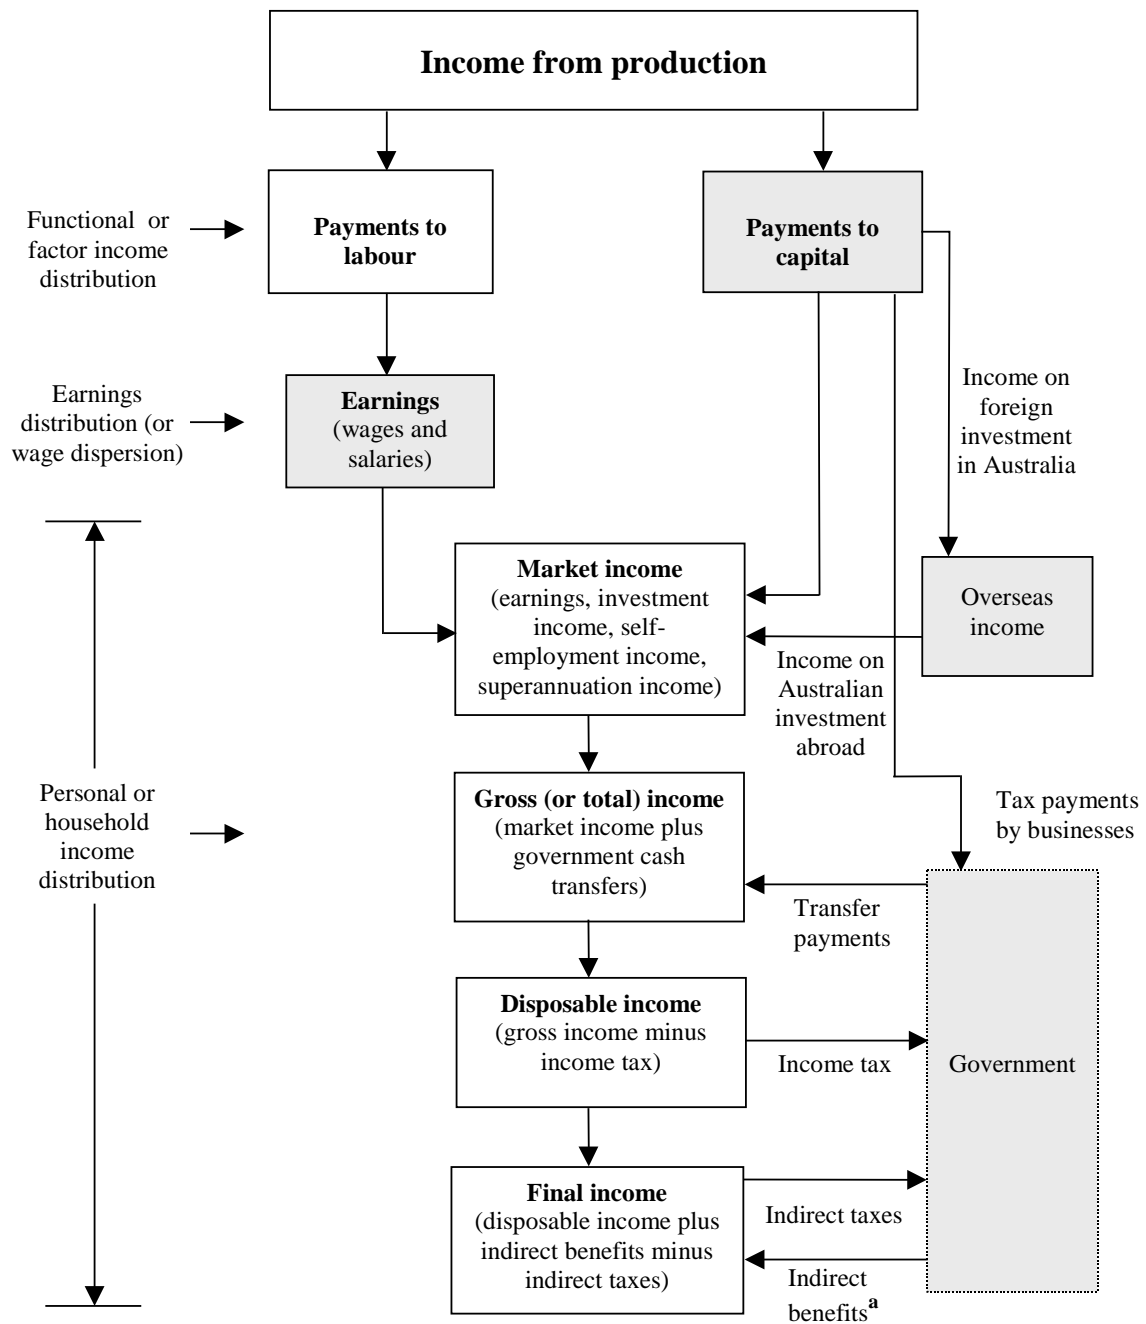 Income from production
Functional or
factor income
distribution
Payments to
labour
Payments to
capital
Earnings
distribution (or
wage dispersion)
Earnings
(wages and
salaries)
Income on
foreign
investment
in Australia
Market income
(earnings, investment
income, self-
employment income,
superannuation income)
Overseas
income
Income on
Australian
investment
abroad
Personal or
household
income
distribution
Gross (or total) income
(market income plus
government cash
transfers)
Tax payments
by businesses
Transfer
payments
Disposable income
(gross income minus
income tax)
Income tax
Government
Final income
(disposable income plus
indirect benefits minus
indirect taxes)
Indirect taxes
Indirect
benefitsa